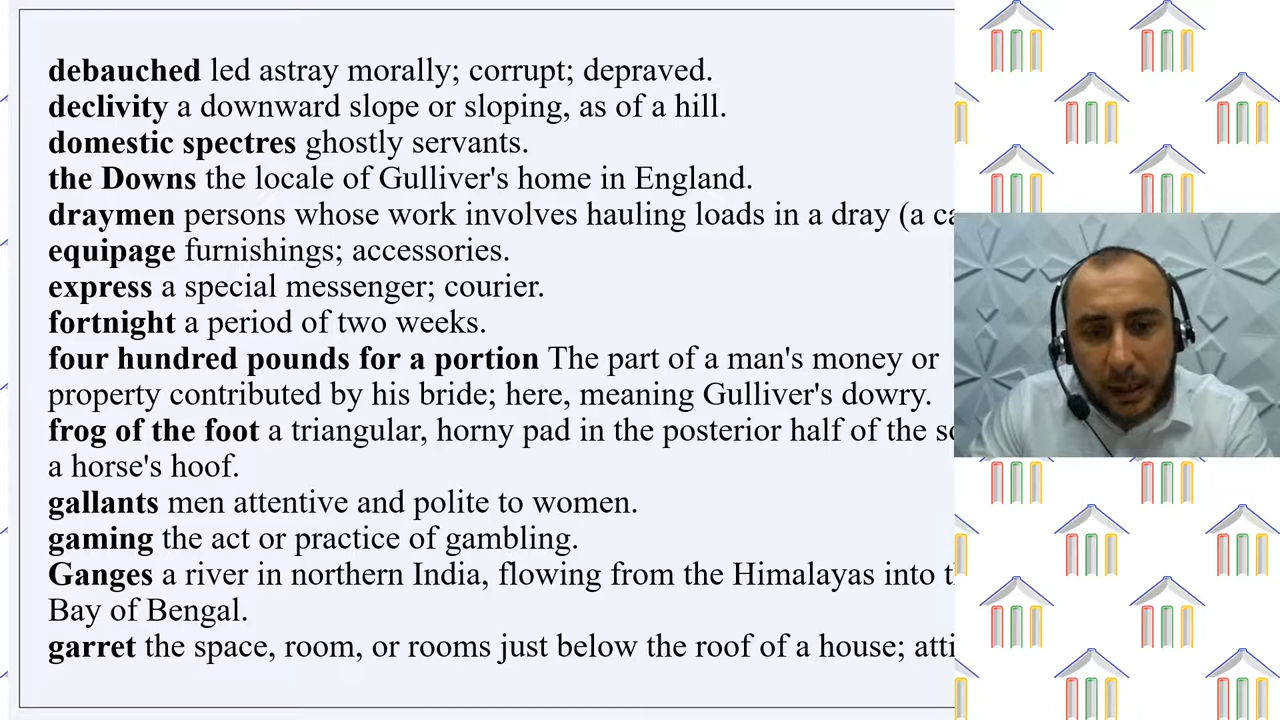 debauched led astray morally; corrupt; depraved.
declivity a downward slope or sloping, as of a hill.
domestic spectres ghostly servants.
the Downs the locale of Gulliver's home in England.
draymen persons whose work involves hauling loads in a dray (a
equipage furnishings; accessories.
express a special messenger; courier.
fortnight a period of two weeks.
four hundred pounds for a portion The part of a man's money or
property contributed by his bride; here, meaning Gulliver's dowry.
frog of the foot a triangular, horny pad in the posterior half of the
a horse's hoof.
gallants men attentive and polite to women.
gaming the act or practice of gambling.
Ganges a river in northern India, flowing from the Himalayas into
Bay of Bengal.
garret the space, room, or rooms just below the roof of a house;